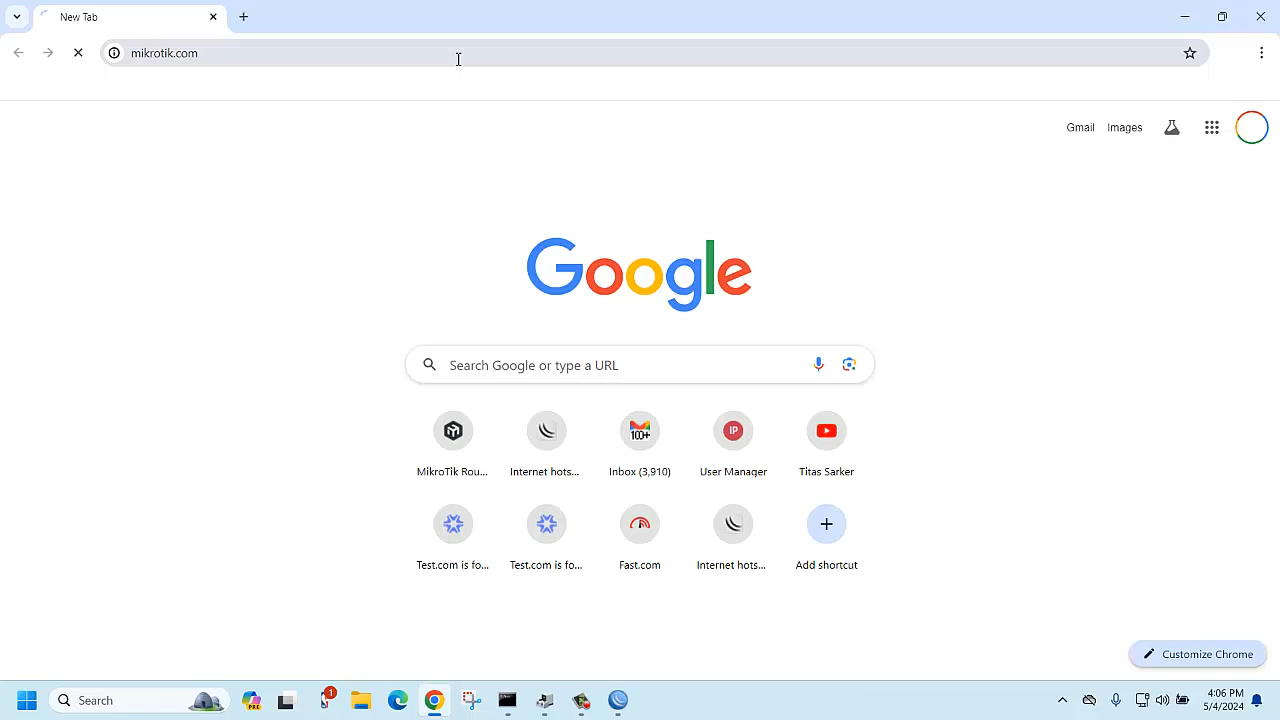 New Tab
mikrotik.com
Gmail Images
Google
Search Google or type a URL
100+
IP
MikroTik Rou... Internet hots... Inbox (3,910) User Manager Titas Sarker
Test.com is fo... Test.com is fo... Fast.com Internet hots... Add shortcut
Customize Chrome
Search
PRE
1
4:06 PM
5/4/2024